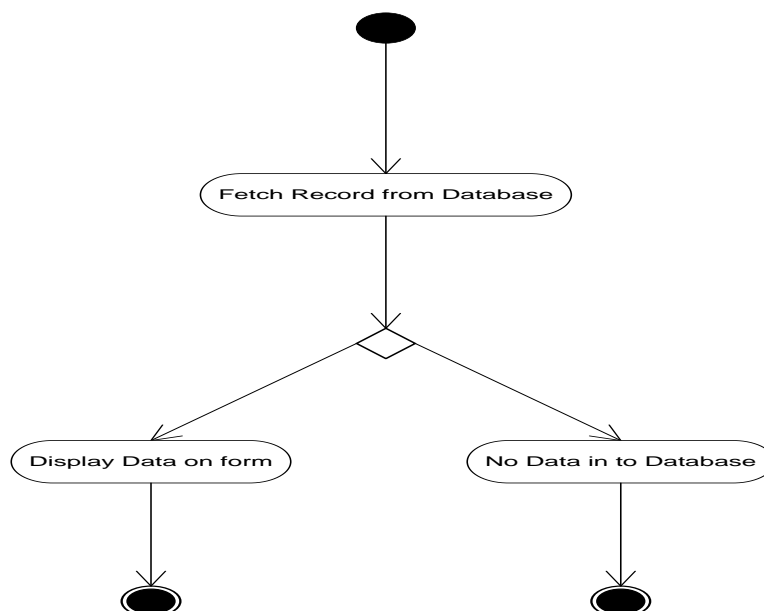 Fetch Record from Database
Display Data on form
No Data in to Database